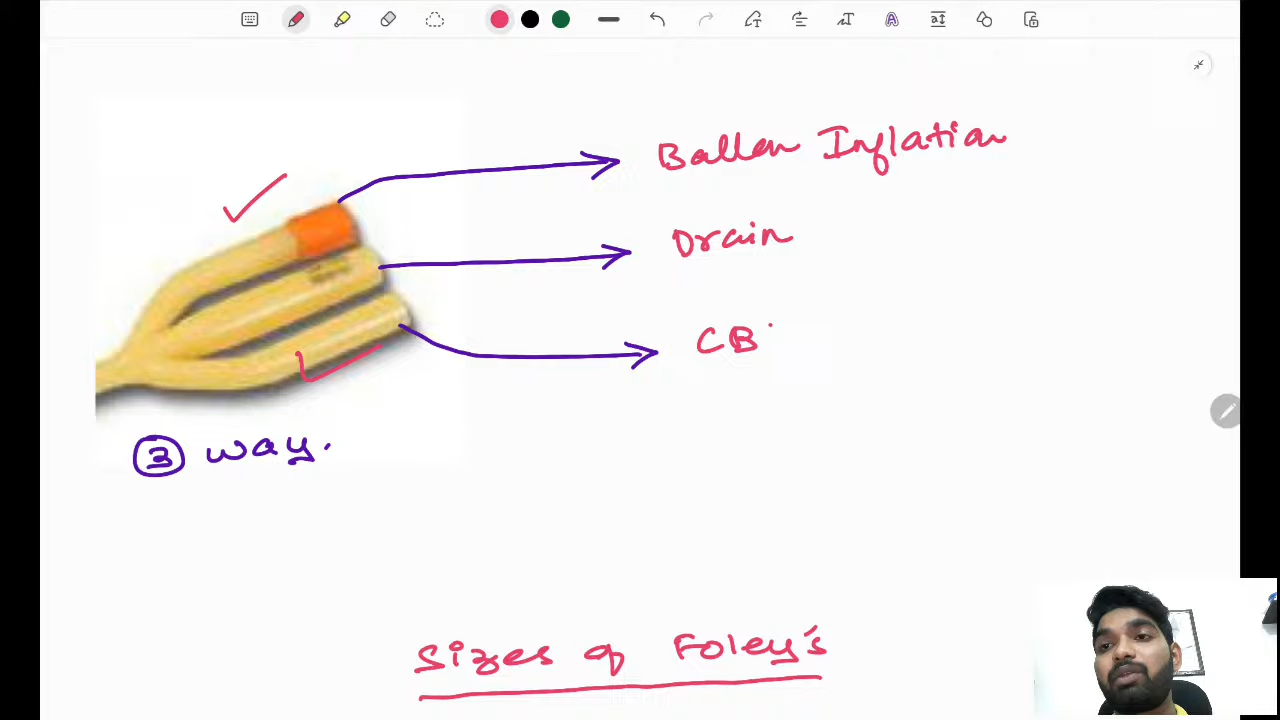 Ballon Inflation
Drain
CB
3 way.
Sizes of Foley's